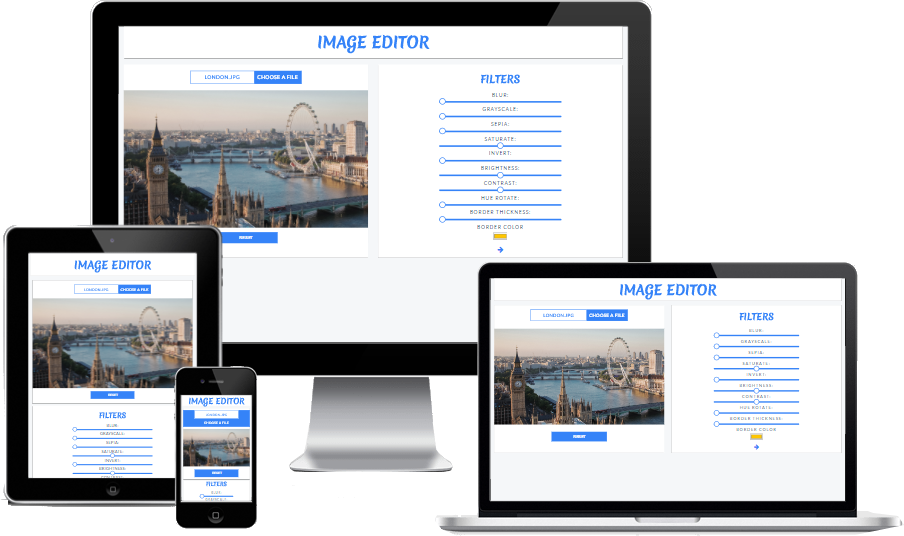 IMAGE EDITOR
LONDON.JPG CHOOSE A FILE
RESET
FILTERS
BLUR:
GRAYSCALE:
SEPIA:
SATURATE:
INVERT:
BRIGHTNESS:
CONTRAST:
HUE ROTATE:
BORDER THICKNESS:
BORDER COLOR
IMAGE EDITOR
LONDON.JPG CHOOSE A FILE
RESET
FILTERS
BLUR:
GRAYSCALE:
SEPIA:
SATURATE:
INVERT:
BRIGHTNESS:
IMAGE EDITOR
LONDON.JPG
CHOOSE A FILE
RESET
FILTERS
BLUR:
IMAGE EDITOR
LONDON.JPG CHOOSE A FILE
RESET
FILTERS
BLUR:
GRAYSCALE:
SEPIA:
SATURATE:
INVERT:
BRIGHTNESS:
CONTRAST:
HUE ROTATE:
BORDER THICKNESS:
BORDER COLOR